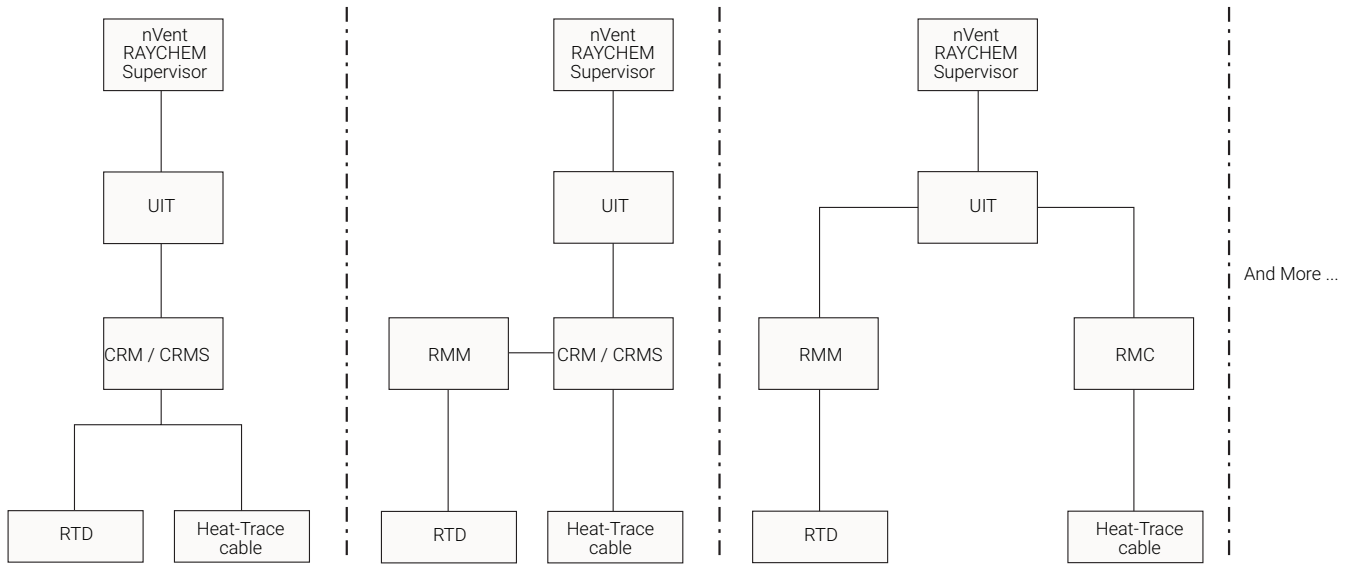 nVent
RAYCHEM
Supervisor
UIT
CRM / CRMS
RTD
Heat-Trace
cable
nVent
RAYCHEM
Supervisor
UIT
RMM
CRM / CRMS
RTD
Heat-Trace
cable
nVent
RAYCHEM
Supervisor
UIT
RMM
RMC
RTD
Heat-Trace
cable
And More ...